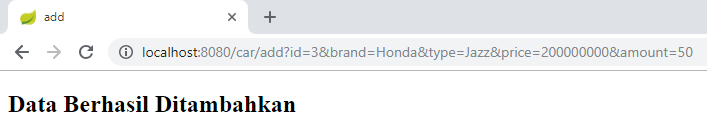 add
localhost:8080/car/add?id=3&brand=Honda&type=Jazz&price=200000000&amount=50
Data Berhasil Ditambahkan